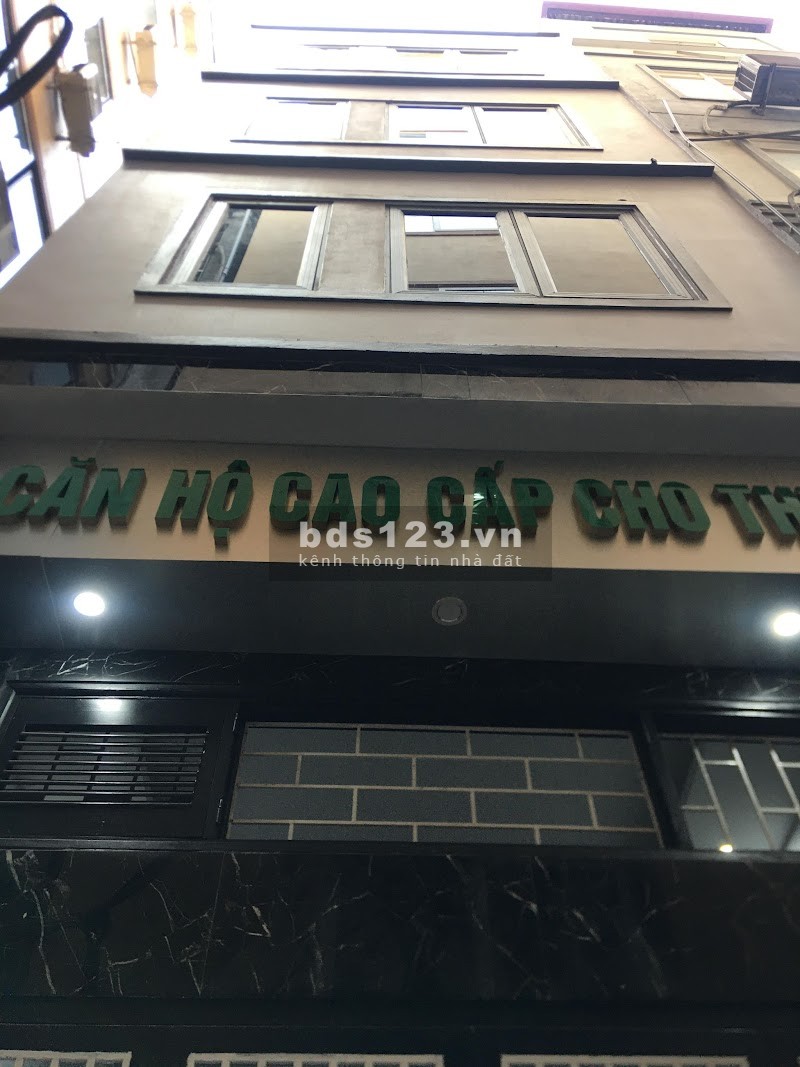 CĂN HỘ CAO CẤP CHO TH
bds123.vn
kênh thông tin nhà đất